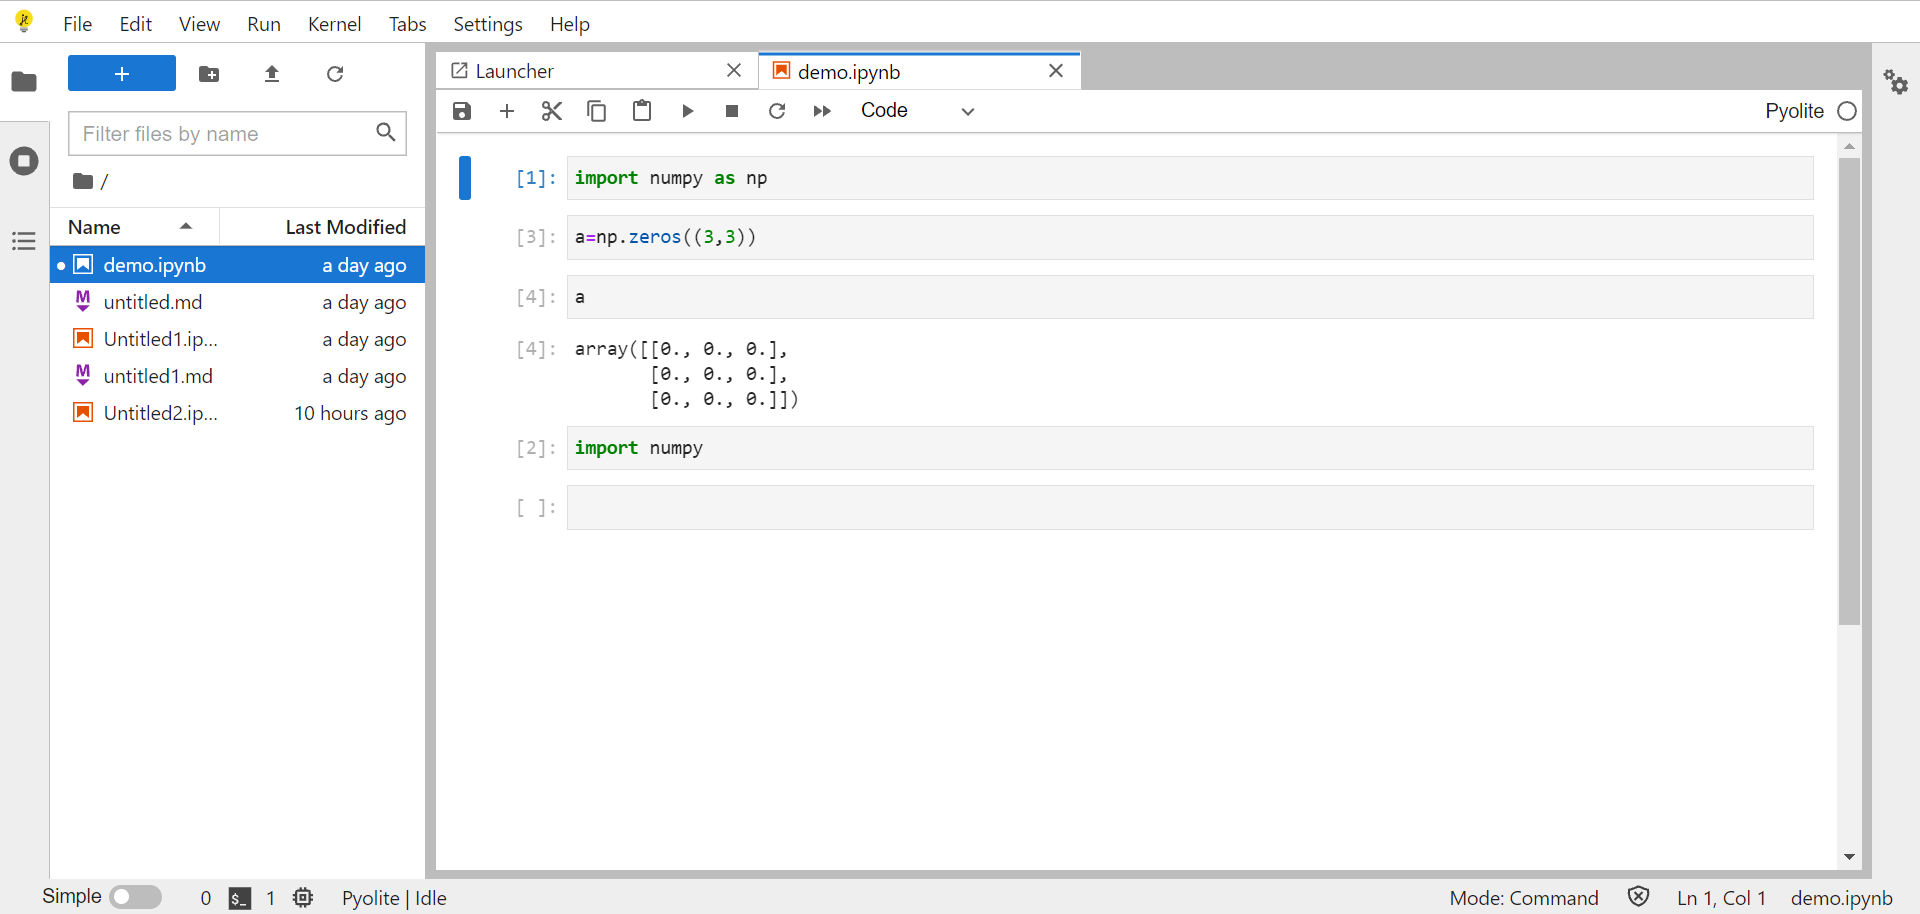 File Edit View Run Kernel Tabs Settings Help
+
Filter files by name
/
Name Last Modified
demo.ipynb a day ago
untitled.md a day ago
Untitled1.ip... a day ago
untitled1.md a day ago
Untitled2.ip... 10 hours ago
Launcher
demo.ipynb
Code
Pyolite
[1]: import numpy as np
[3]: a=np.zeros((3,3))
[4]: a
[4]: array([[0., 0., 0.],
[0., 0., 0.],
[0., 0., 0.]])
[2]: import numpy
[ ]:
Simple 0 $_ 1 Pyolite | Idle
Mode: Command Ln 1, Col 1 demo.ipynb